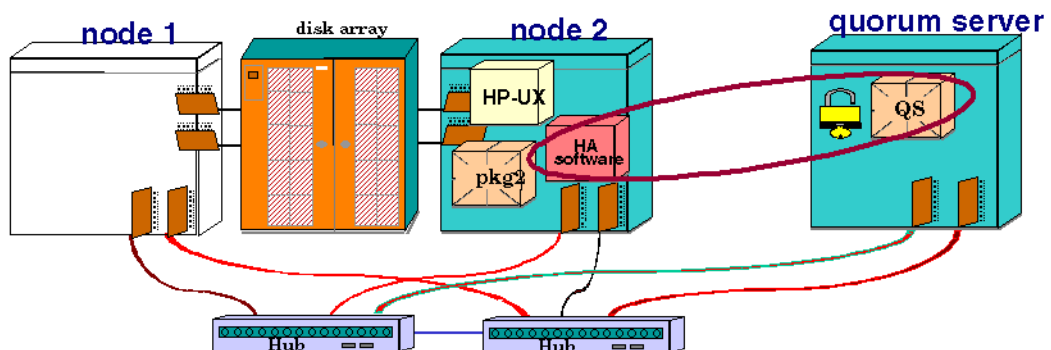 node 1
disk array
node 2
quorum server
HP-UX
QS
HA
software
pkg2
Hub
Hub